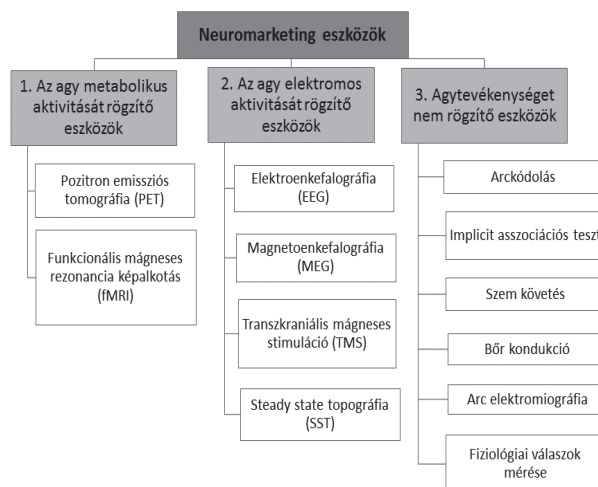 Neuromarketing eszközök
1. Az agy metabolikus
aktivitását rögzítő
eszközök
Pozitron emissziós
tomográfia (PET)
Funkcionális mágneses
rezonancia képalkotás
(fMRI)
2. Az agy elektromos
aktivitását rögzítő
eszközök
Elektroenkefalográfia
(EEG)
Magnetoenkefalográfia
(MEG)
Transzkraniális mágneses
stimuláció (TMS)
Steady state topográfia
(SST)
3. Agytevékenységet
nem rögzítő eszközök
Arckódolás
Implicit asszociációs teszt
Szem követés
Bőr kondukció
Arc elektromiográfia
Fiziológiai válaszok
mérése